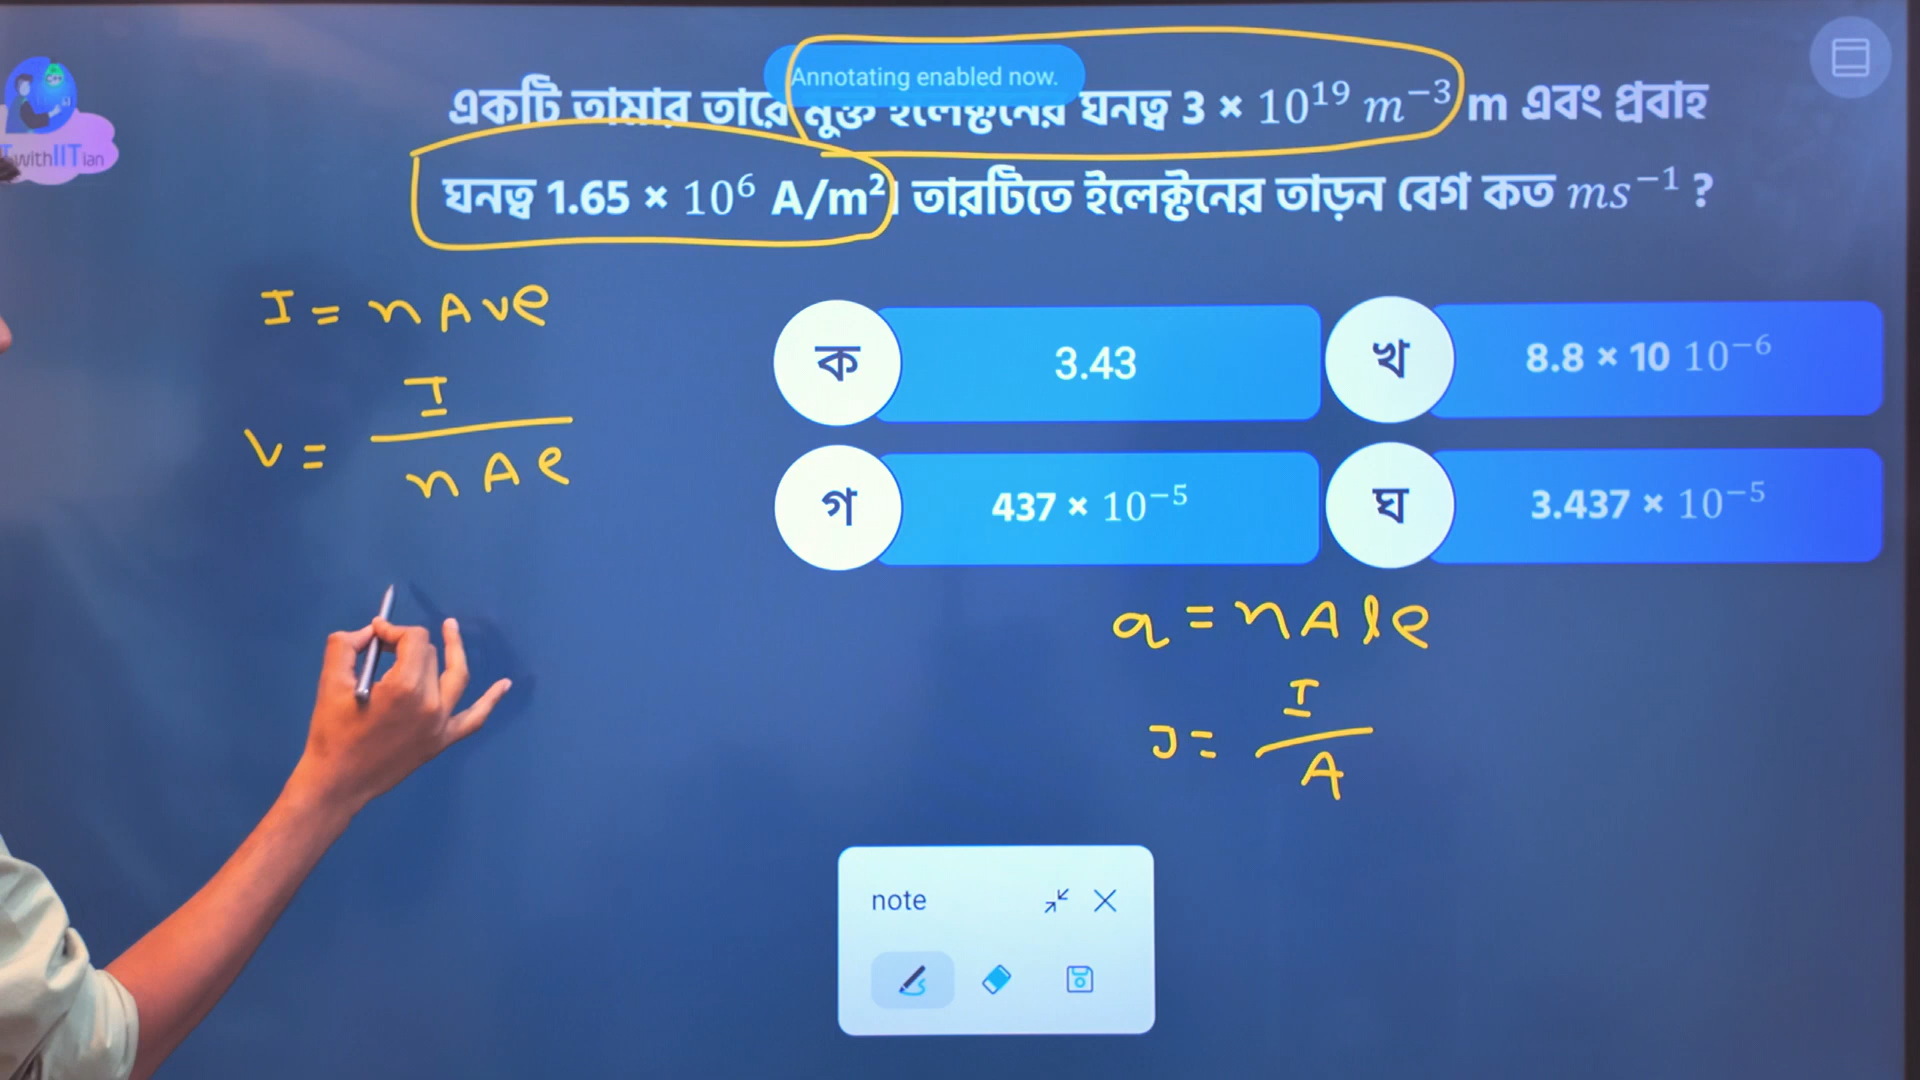 Annotating enabled now.
একটি তামার তারে মুক্ত ইলেক্ট্রনের ঘনত্ব 3 × 10¹⁹ m⁻³ m এবং প্রবাহ
ঘনত্ব 1.65 × 10⁶ A/m²। তারটিতে ইলেক্ট্রনের তাড়ন বেগ কত ms⁻¹ ?
withIITian
I = nAve
V = I / nAe
ক 3.43
খ 8.8 × 10 10⁻⁶
গ 437 × 10⁻⁵
ঘ 3.437 × 10⁻⁵
q = nAle
J = I / A
note